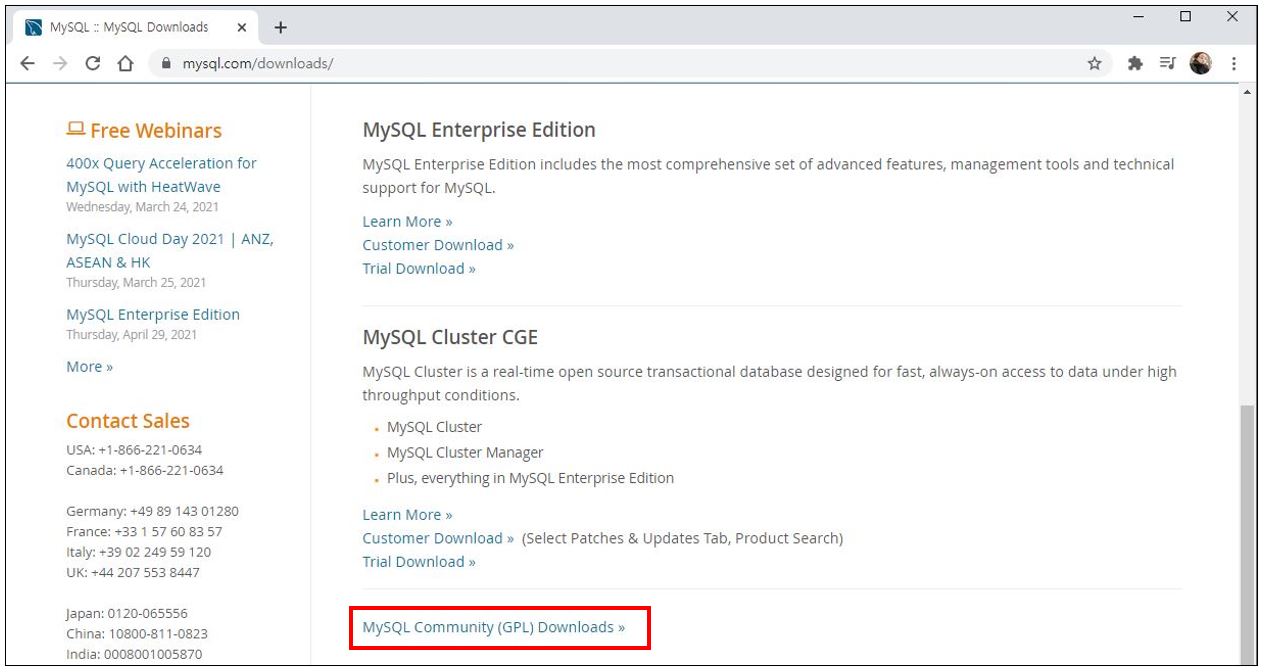 MySQL :: MySQL Downloads
mysql.com/downloads/
Free Webinars
400x Query Acceleration for
MySQL with HeatWave
Wednesday, March 24, 2021
MySQL Cloud Day 2021 | ANZ,
ASEAN & HK
Thursday, March 25, 2021
MySQL Enterprise Edition
Thursday, April 29, 2021
More »
Contact Sales
USA: +1-866-221-0634
Canada: +1-866-221-0634
Germany: +49 89 143 01280
France: +33 1 57 60 83 57
Italy: +39 02 249 59 120
UK: +44 207 553 8447
Japan: 0120-065556
China: 10800-811-0823
India: 0008001005870
MySQL Enterprise Edition
MySQL Enterprise Edition includes the most comprehensive set of advanced features, management tools and technical
support for MySQL.
Learn More »
Customer Download »
Trial Download »
MySQL Cluster CGE
MySQL Cluster is a real-time open source transactional database designed for fast, always-on access to data under high
throughput conditions.
MySQL Cluster
MySQL Cluster Manager
Plus, everything in MySQL Enterprise Edition
Learn More »
Customer Download » (Select Patches & Updates Tab, Product Search)
Trial Download »
MySQL Community (GPL) Downloads »